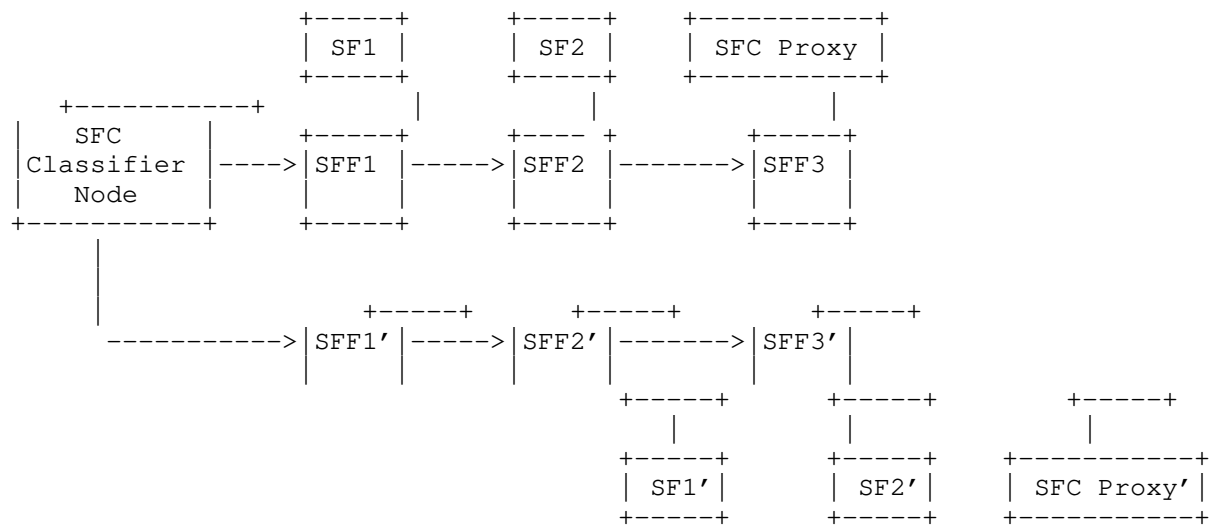 SF1 SF2 SFC Proxy
SFC
Classifier ----> SFF1 -----> SFF2 -------> SFF3
Node
-----------> SFF1′ -----> SFF2′ -------> SFF3′
SF1′ SF2′ SFC Proxy′